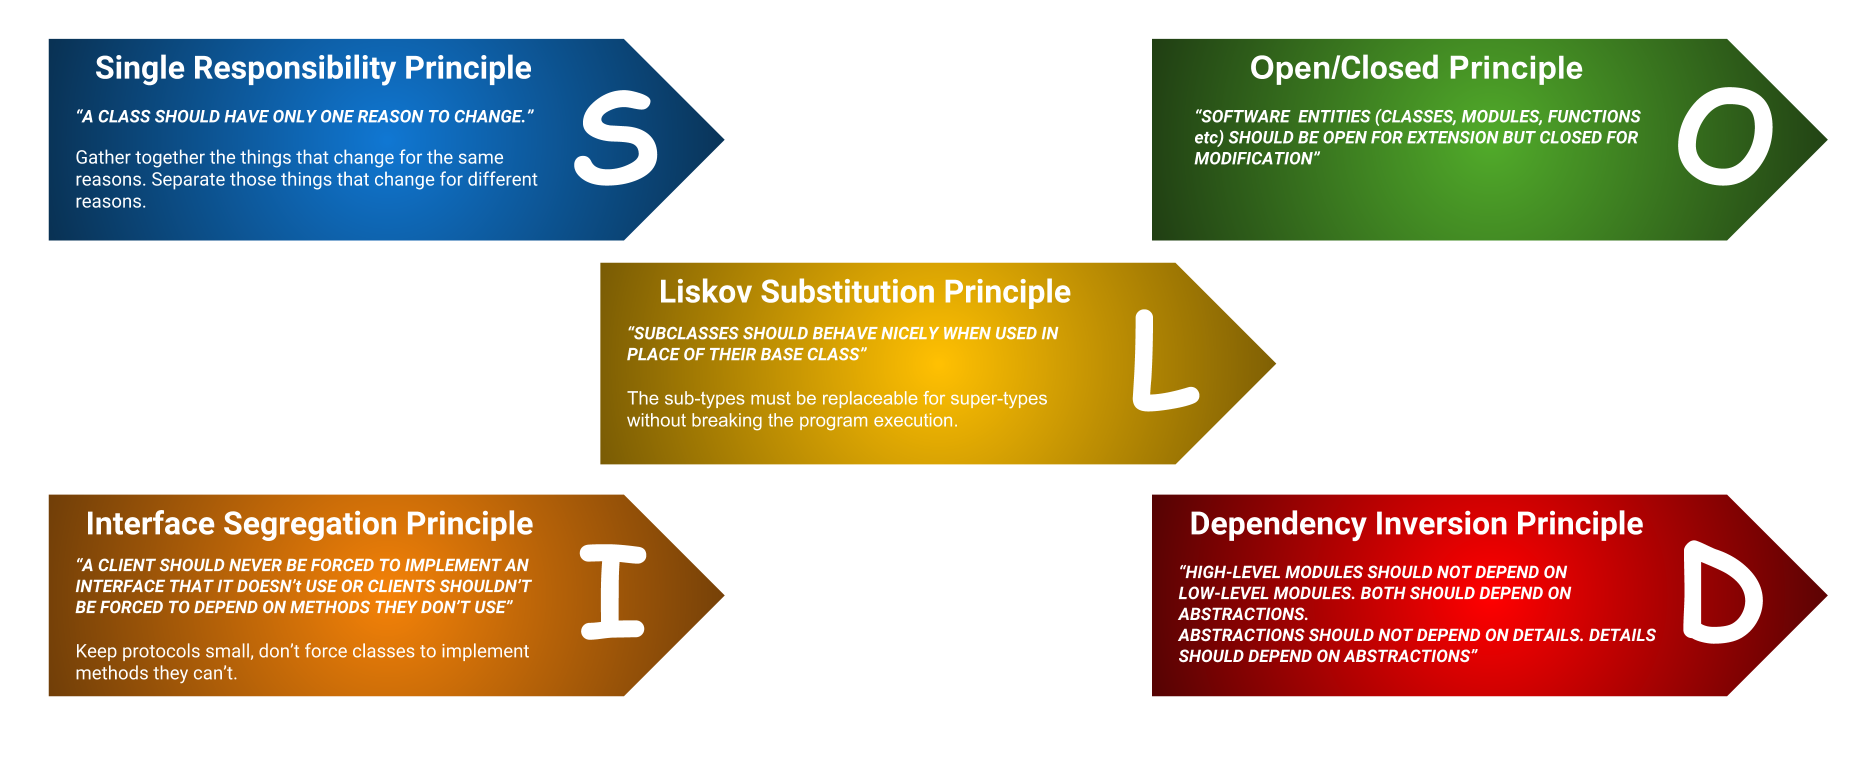 Single Responsibility Principle
“A CLASS SHOULD HAVE ONLY ONE REASON TO CHANGE.”
Gather together the things that change for the same
reasons. Separate those things that change for different
reasons.
S
Open/Closed Principle
“SOFTWARE  ENTITIES (CLASSES, MODULES, FUNCTIONS
etc) SHOULD BE OPEN FOR EXTENSION BUT CLOSED FOR
MODIFICATION”
O
Liskov Substitution Principle
“SUBCLASSES SHOULD BEHAVE NICELY WHEN USED IN
PLACE OF THEIR BASE CLASS”
The sub-types must be replaceable for super-types
without breaking the program execution.
L
Interface Segregation Principle
“A CLIENT SHOULD NEVER BE FORCED TO IMPLEMENT AN
INTERFACE THAT IT DOESN’t USE OR CLIENTS SHOULDN’T
BE FORCED TO DEPEND ON METHODS THEY DON’T USE”
Keep protocols small, don’t force classes to implement
methods they can’t.
I
Dependency Inversion Principle
“HIGH-LEVEL MODULES SHOULD NOT DEPEND ON
LOW-LEVEL MODULES. BOTH SHOULD DEPEND ON
ABSTRACTIONS.
ABSTRACTIONS SHOULD NOT DEPEND ON DETAILS. DETAILS
SHOULD DEPEND ON ABSTRACTIONS”
D